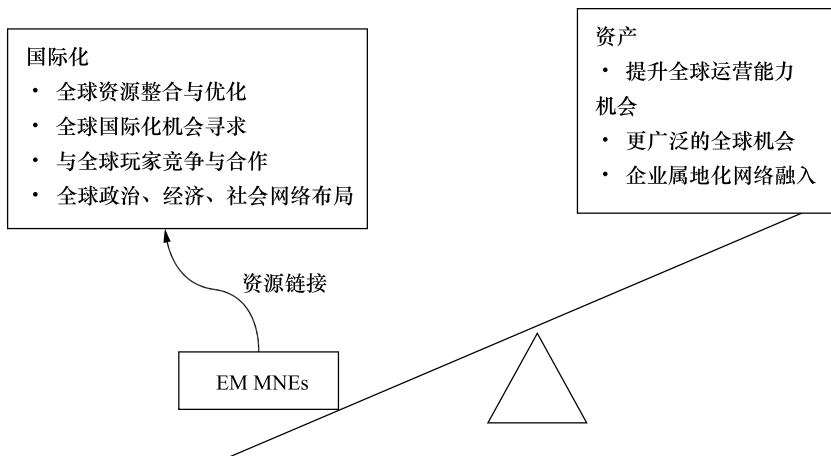 国际化
• 全球资源整合与优化
• 全球国际化机会寻求
• 与全球玩家竞争与合作
• 全球政治、经济、社会网络布局
资源链接
EM MNEs
资产
• 提升全球运营能力
机会
• 更广泛的全球机会
• 企业属地化网络融入